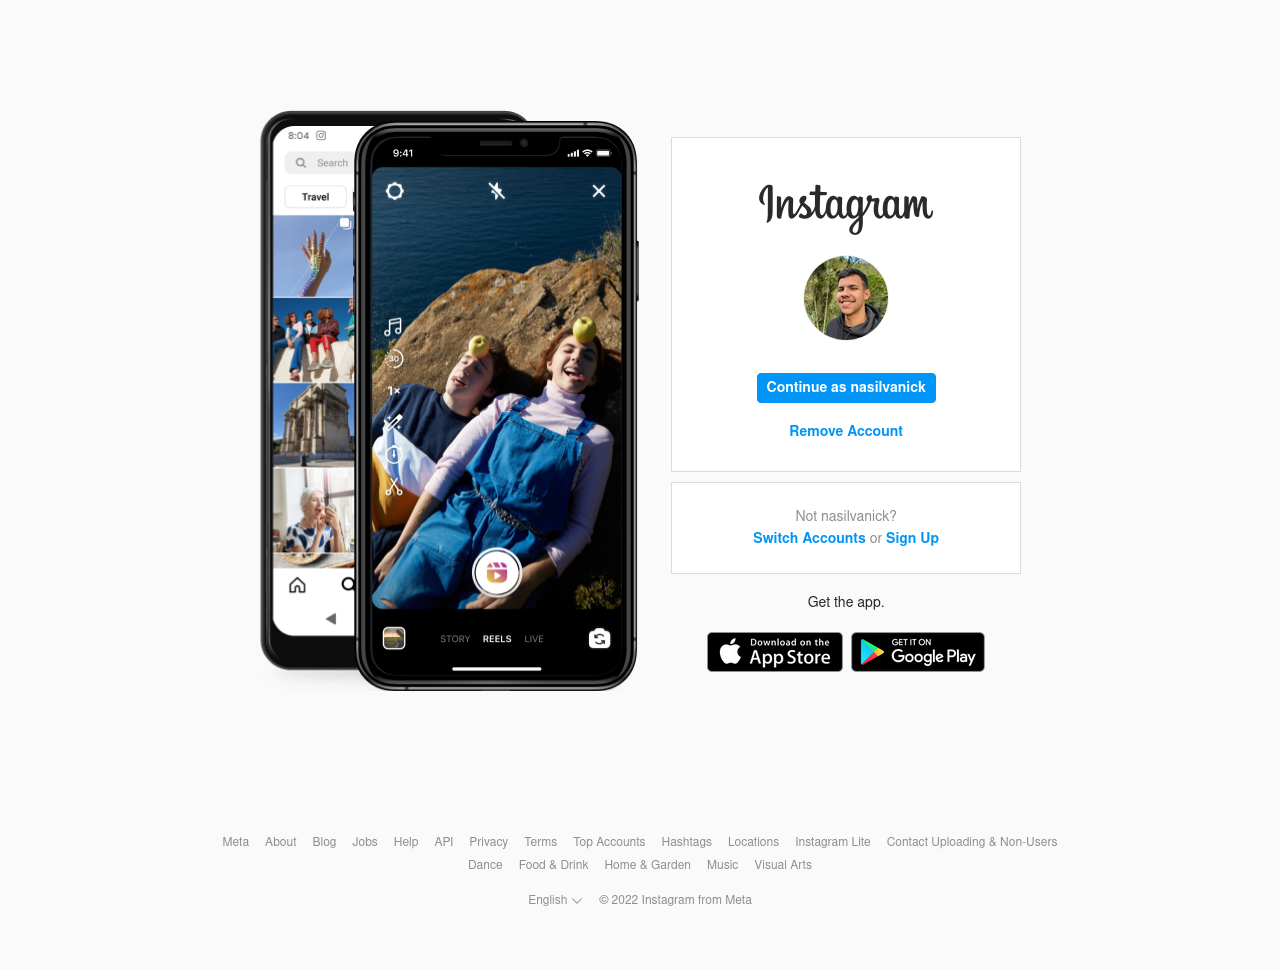 8:04
Search
Travel
9:41
30
1×
STORY REELS LIVE
Instagram
Continue as nasilvanick
Remove Account
Not nasilvanick?
Switch Accounts or Sign Up
Get the app.
Download on the
App Store
GET IT ON
Google Play
Meta About Blog Jobs Help API Privacy Terms Top Accounts Hashtags Locations Instagram Lite Contact Uploading & Non-Users
Dance Food & Drink Home & Garden Music Visual Arts
English © 2022 Instagram from Meta